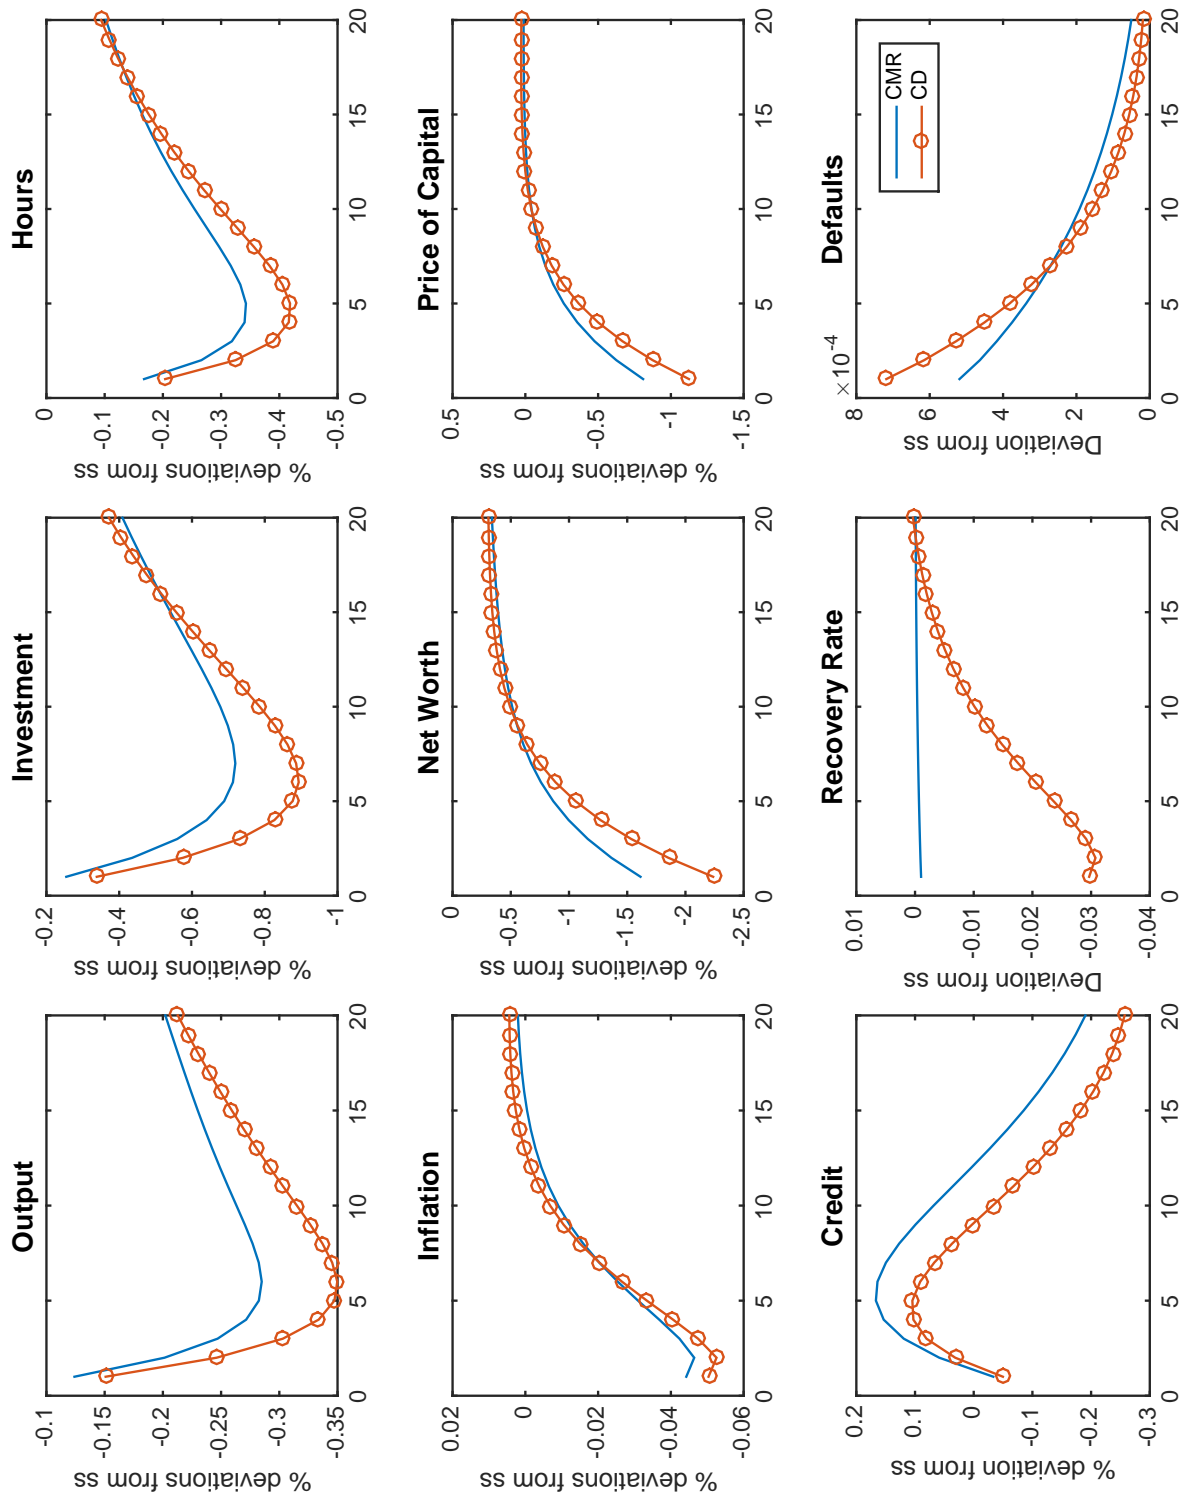 Output
% deviations from ss
-0.1
-0.15
-0.2
-0.25
-0.3
-0.35
0 5 10 15 20
Investment
% deviations from ss
-0.2
-0.4
-0.6
-0.8
-1
0 5 10 15 20
Hours
% deviations from ss
0
-0.1
-0.2
-0.3
-0.4
-0.5
0 5 10 15 20
Inflation
% deviations from ss
0.02
0
-0.02
-0.04
-0.06
0 5 10 15 20
Net Worth
% deviations from ss
0
-0.5
-1
-1.5
-2
-2.5
0 5 10 15 20
Price of Capital
% deviations from ss
0.5
0
-0.5
-1
-1.5
0 5 10 15 20
Credit
% deviation from ss
0.2
0.1
0
-0.1
-0.2
-0.3
0 5 10 15 20
Recovery Rate
Deviation from ss
0.01
0
-0.01
-0.02
-0.03
-0.04
0 5 10 15 20
Defaults
×10-4
Deviation from ss
8
6
4
2
0
0 5 10 15 20
CMR
CD